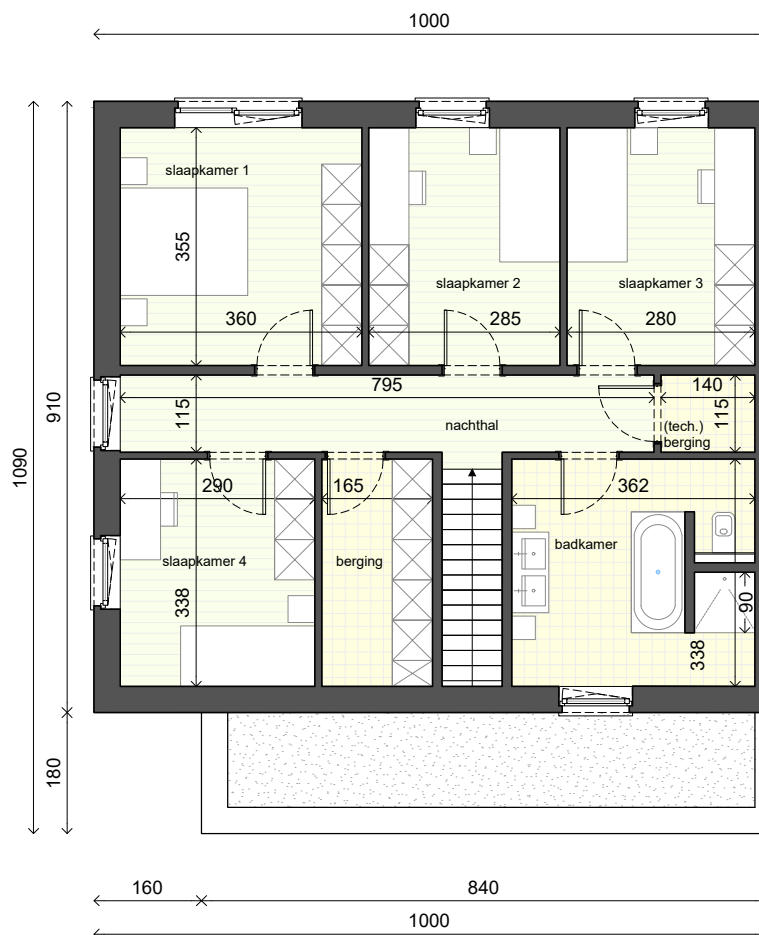 1000
slaapkamer 1
355
slaapkamer 2
slaapkamer 3
360
285
280
910
1090
795
140
115
nachthal
(tech.)
berging
115
290
165
362
badkamer
slaapkamer 4
berging
338
90
338
180
160
840
1000